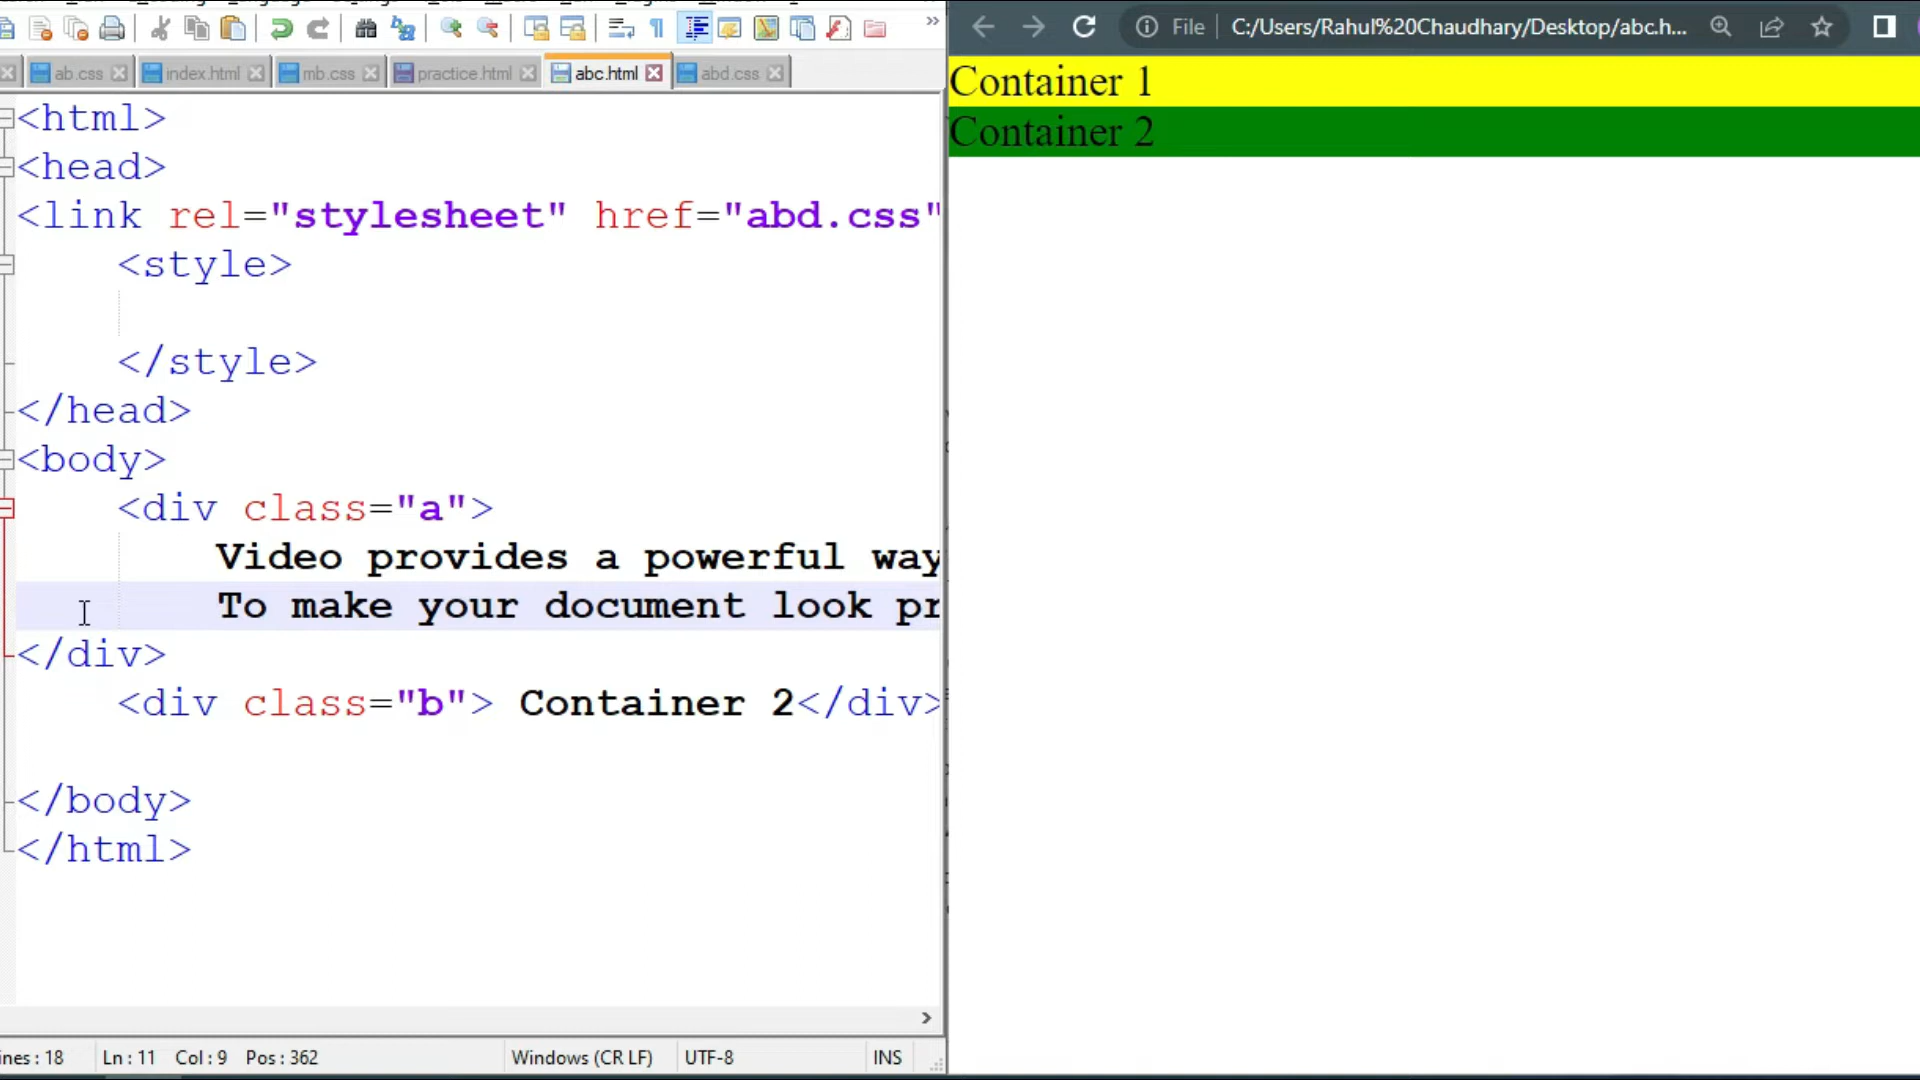 ab.css
index.html
mb.css
practice.html
abc.html
abd.css
<html>
<head>
<link rel="stylesheet" href="abd.css"
<style>
</style>
</head>
<body>
<div class="a">
Video provides a powerful way
To make your document look pr
</div>
<div class="b"> Container 2</div>
</body>
</html>
ines : 18 Ln : 11 Col : 9 Pos : 362 Windows (CR LF) UTF-8 INS
File C:/Users/Rahul%20Chaudhary/Desktop/abc.h...
Container 1
Container 2